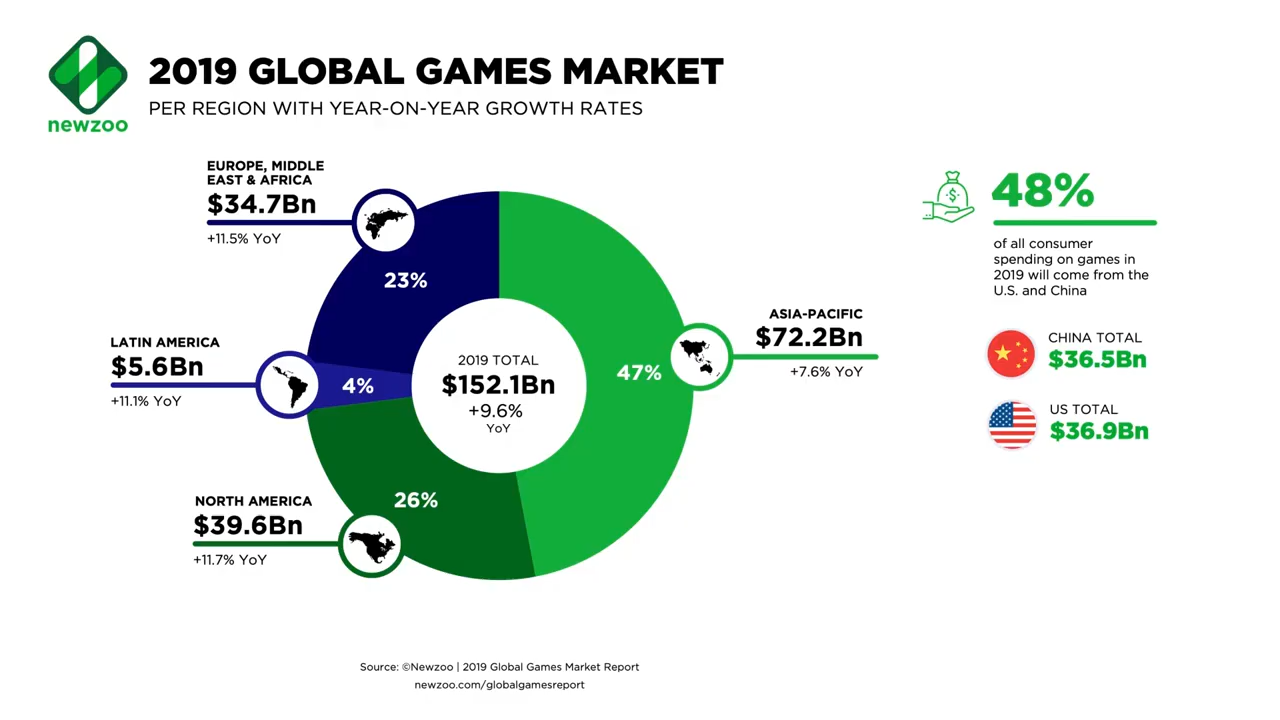 newzoo
2019 GLOBAL GAMES MARKET
PER REGION WITH YEAR-ON-YEAR GROWTH RATES
EUROPE, MIDDLE
EAST & AFRICA
$34.7Bn
+11.5% YoY
23%
LATIN AMERICA
$5.6Bn
+11.1% YoY
4%
NORTH AMERICA
$39.6Bn
+11.7% YoY
26%
2019 TOTAL
$152.1Bn
+9.6%
YoY
47%
ASIA-PACIFIC
$72.2Bn
+7.6% YoY
$
48%
of all consumer
spending on games in
2019 will come from the
U.S. and China
CHINA TOTAL
$36.5Bn
US TOTAL
$36.9Bn
Source: ©Newzoo | 2019 Global Games Market Report
newzoo.com/globalgamesreport